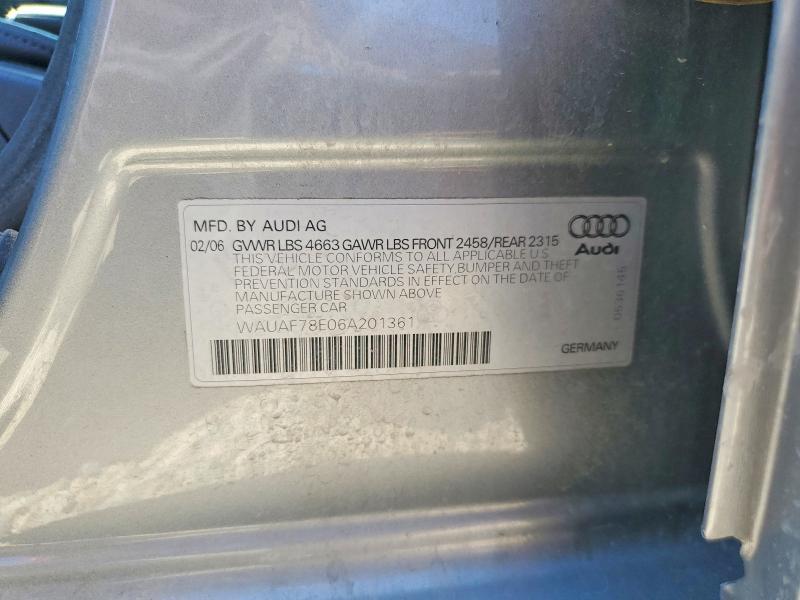 MFD. BY AUDI AG
02/06 GVWR LBS 4663 GAWR LBS FRONT 2458/REAR 2315
THIS VEHICLE CONFORMS TO ALL APPLICABLE U.S
FEDERAL MOTOR VEHICLE SAFETY,BUMPER AND THEFT
PREVENTION STANDARDS IN EFFECT ON THE DATE OF
MANUFACTURE SHOWN ABOVE
PASSENGER CAR
WAUAF78E06A201361
Audi
GERMANY